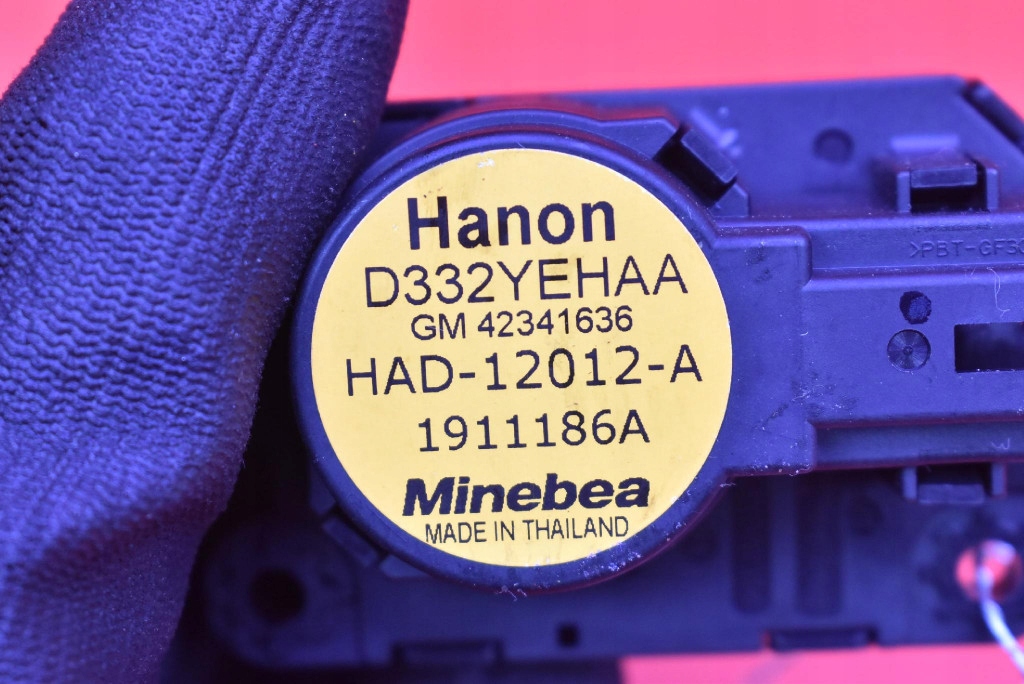 Hanon
D332YEHAA
GM 42341636
HAD-12012-A
1911186A
Minebea
MADE IN THAILAND